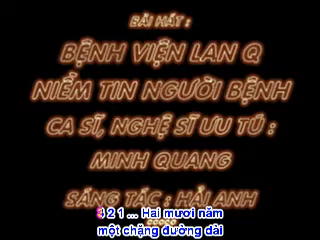 BÀI HÁT :
BỆNH VIỆN LAN Q
NIỀM TIN NGƯỜI BỆNH
CA SĨ, NGHỆ SĨ ƯU TÚ :
MINH QUANG
SÁNG TÁC : HẢI ANH
3 2 1 ... Hai mươi năm
một chặng đường dài